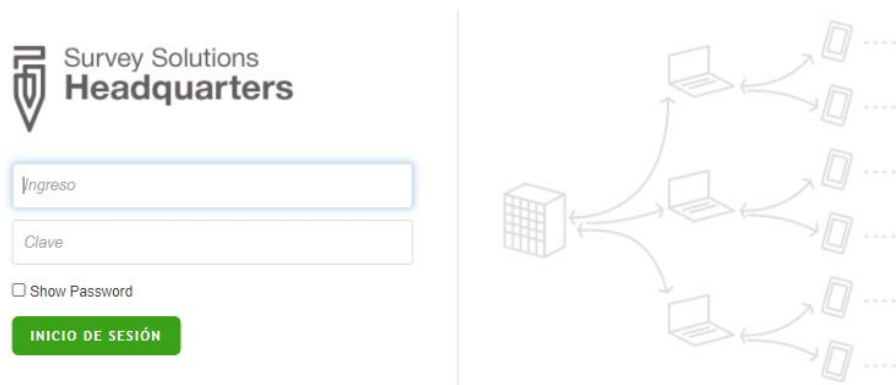 Survey Solutions
Headquarters
Ingreso
Clave
Show Password
INICIO DE SESIÓN